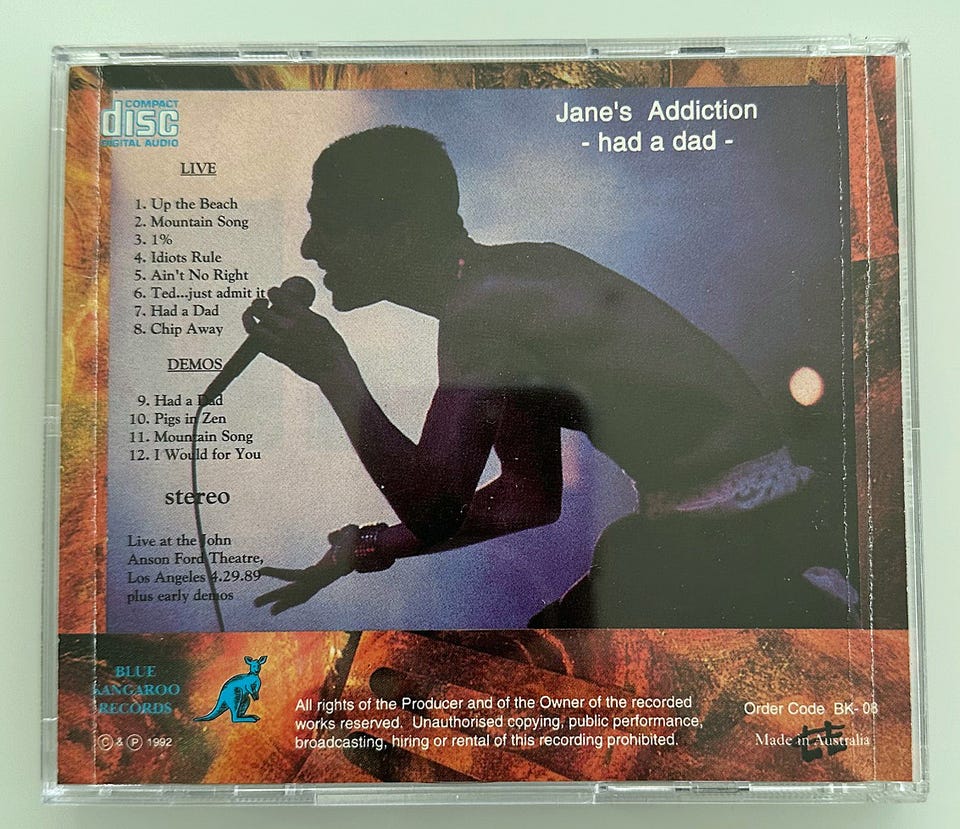 COMPACT
disc
DIGITAL AUDIO
Jane's Addiction
- had a dad -
LIVE
1. Up the Beach
2. Mountain Song
3. 1%
4. Idiots Rule
5. Ain't No Right
6. Ted...just admit it
7. Had a Dad
8. Chip Away
DEMOS
9. Had a Dad
10. Pigs in Zen
11. Mountain Song
12. I Would for You
stereo
Live at the John
Anson Ford Theatre,
Los Angeles 4.29.89
plus early demos
BLUE
KANGAROO
RECORDS
© & ℗ 1992
All rights of the Producer and of the Owner of the recorded
works reserved. Unauthorised copying, public performance,
broadcasting, hiring or rental of this recording prohibited.
Order Code BK- 08
Made in Australia